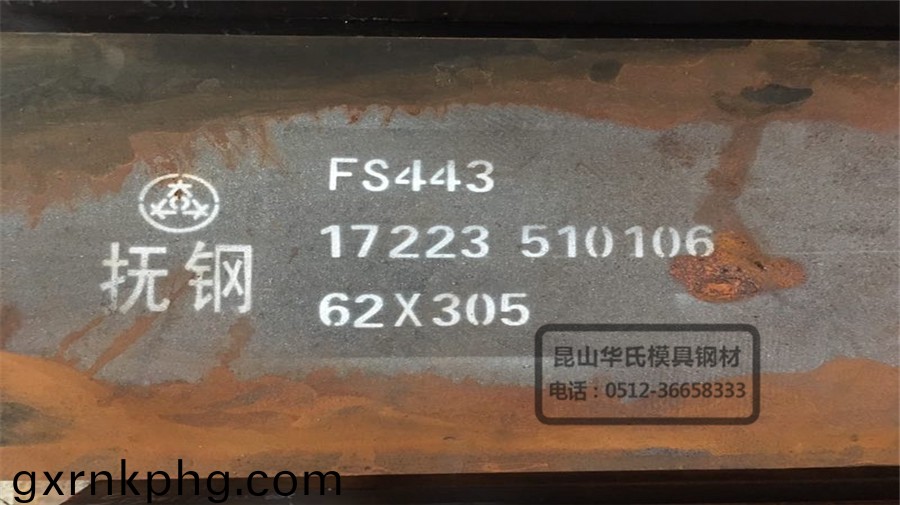 FS443
17223 510106
62X305
抚钢
昆山华氏模具钢材
电话：0512-36658333
gxrnkphg.com